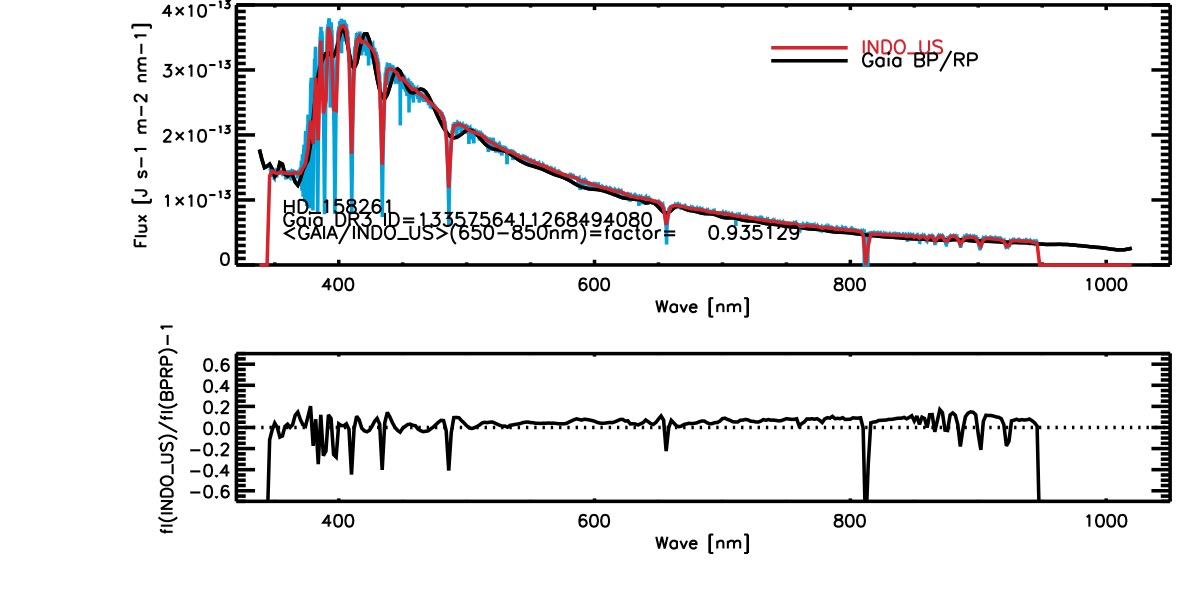 4×10−13
3×10−13
2×10−13
1×10−13
0
Flux [J s−1 m−2 nm−1]
INDO_US
Gaia BP/RP
HD_158261
Gaia DR3 ID=1335756411268494080
<GAIA/INDO_US>(650−850nm)=factor= 0.935129
400 600 800 1000
Wave [nm]
fl(INDO_US)/fl(BPRP)−1
0.6
0.4
0.2
0.0
−0.2
−0.4
−0.6
400 600 800 1000
Wave [nm]